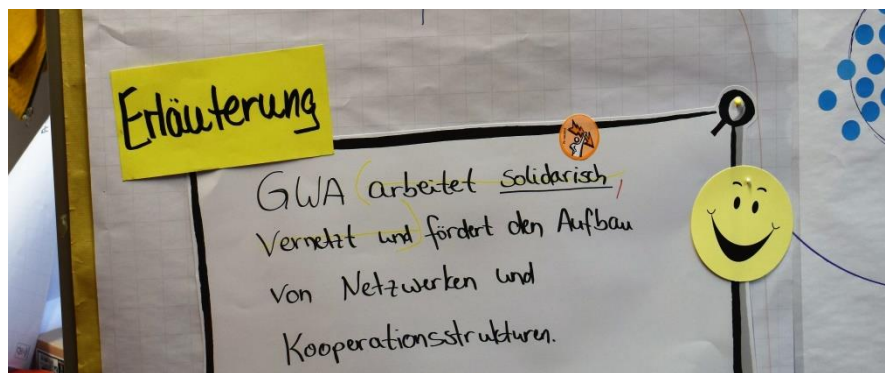 Erläuterung
GWA (arbeitet solidarisch,
vernetzt und) fördert den Aufbau
von Netzwerken und
Kooperationsstrukturen.